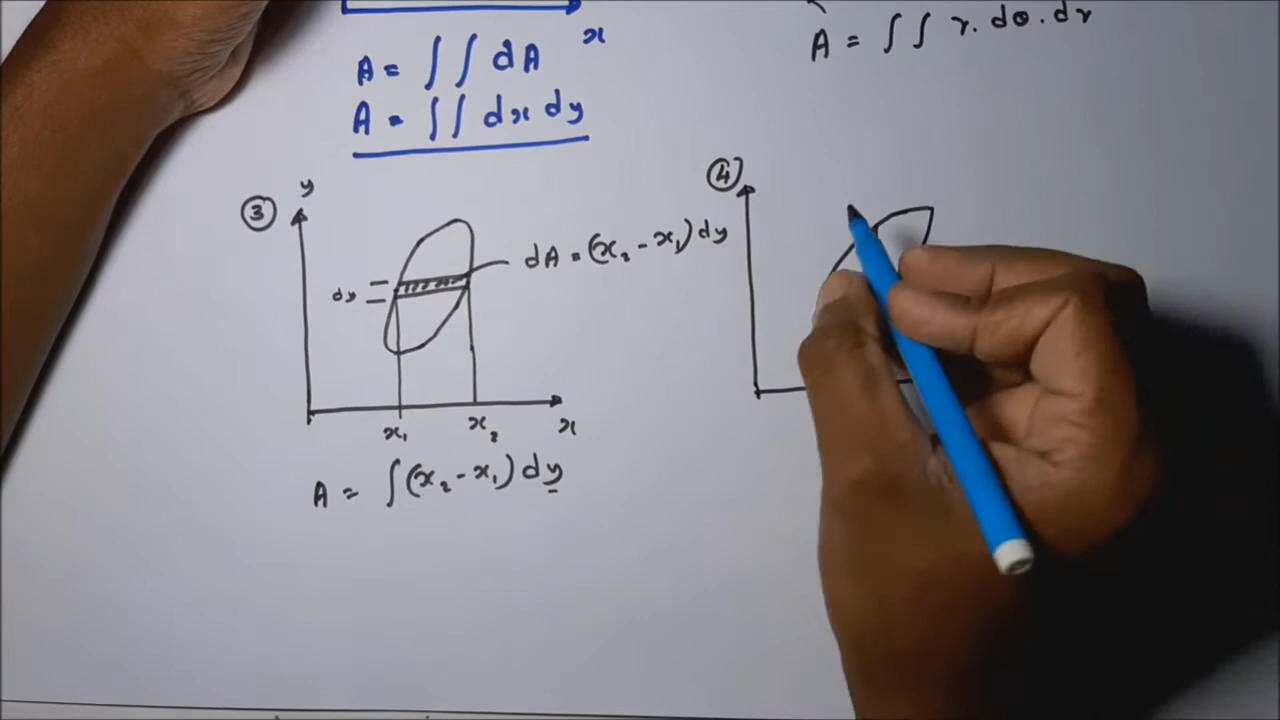 x
A = ∫∫ dA
A = ∫∫ dx dy
A = ∫∫ r. dθ. dr
③
y
dy
dA = (x₂ - x₁) dy
x₁
x₂
x
A = ∫(x₂ - x₁) dy
④